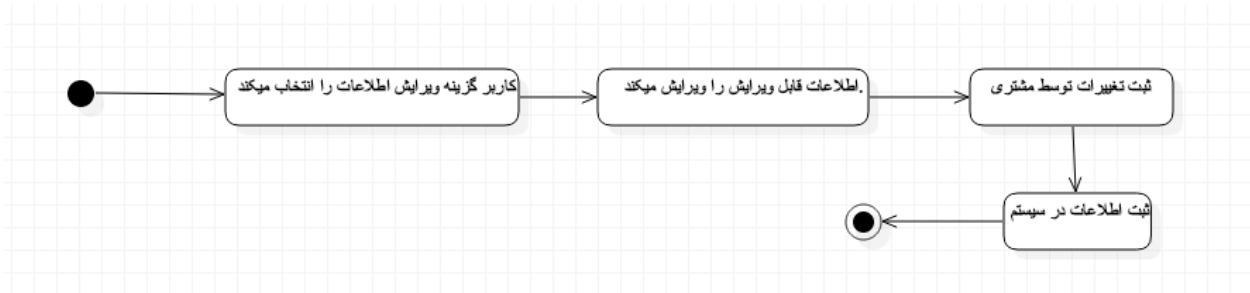 کاربر گزینه ویرایش اطلاعات را انتخاب میکند
اطلاعات قابل ویرایش را ویرایش میکند.
ثبت تغییرات توسط مشتری
ثبت اطلاعات در سیستم